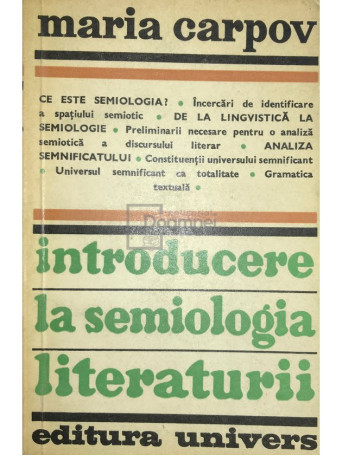 maria carpov
CE ESTE SEMIOLOGIA? • Încercări de identificare
a spațiului semiotic • DE LA LINGVISTICĂ LA
SEMIOLOGIE • Preliminarii necesare pentru o analiză
semiotică a discursului literar • ANALIZA
SEMNIFICATULUI • Constituenții universului semnificant
• Universul semnificant ca totalitate • Gramatica
textuală •
introducere
la semiologia
literaturii
editura univers